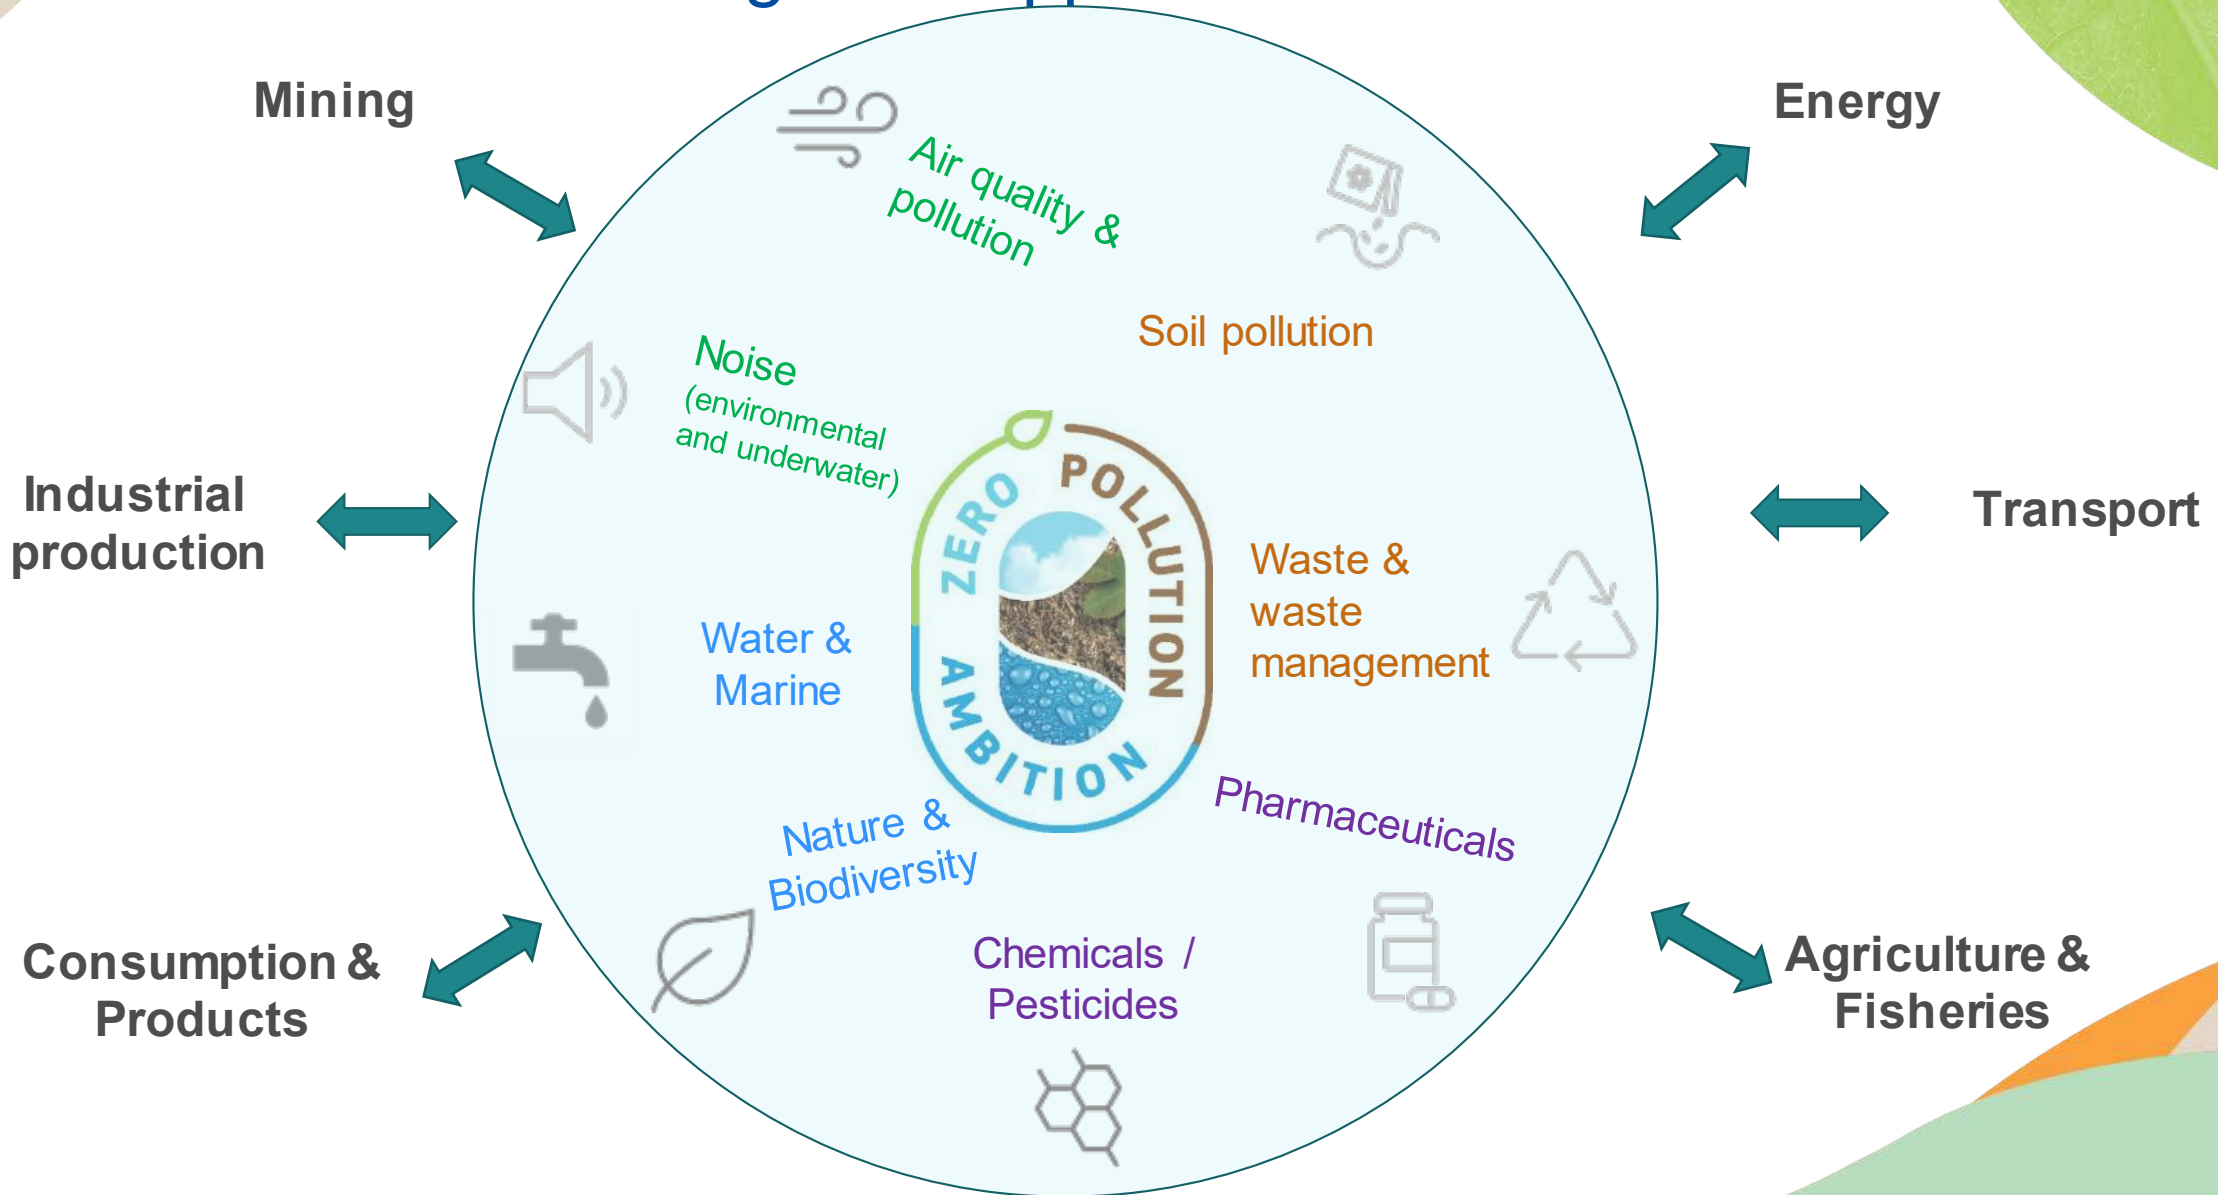 Mining
Energy
Air quality &
pollution
Soil pollution
Noise
(environmental
and underwater)
Industrial
production
Transport
ZERO POLLUTION
AMBITION
Waste &
waste
management
Water &
Marine
Pharmaceuticals
Nature &
Biodiversity
Chemicals /
Pesticides
Consumption &
Products
Agriculture &
Fisheries